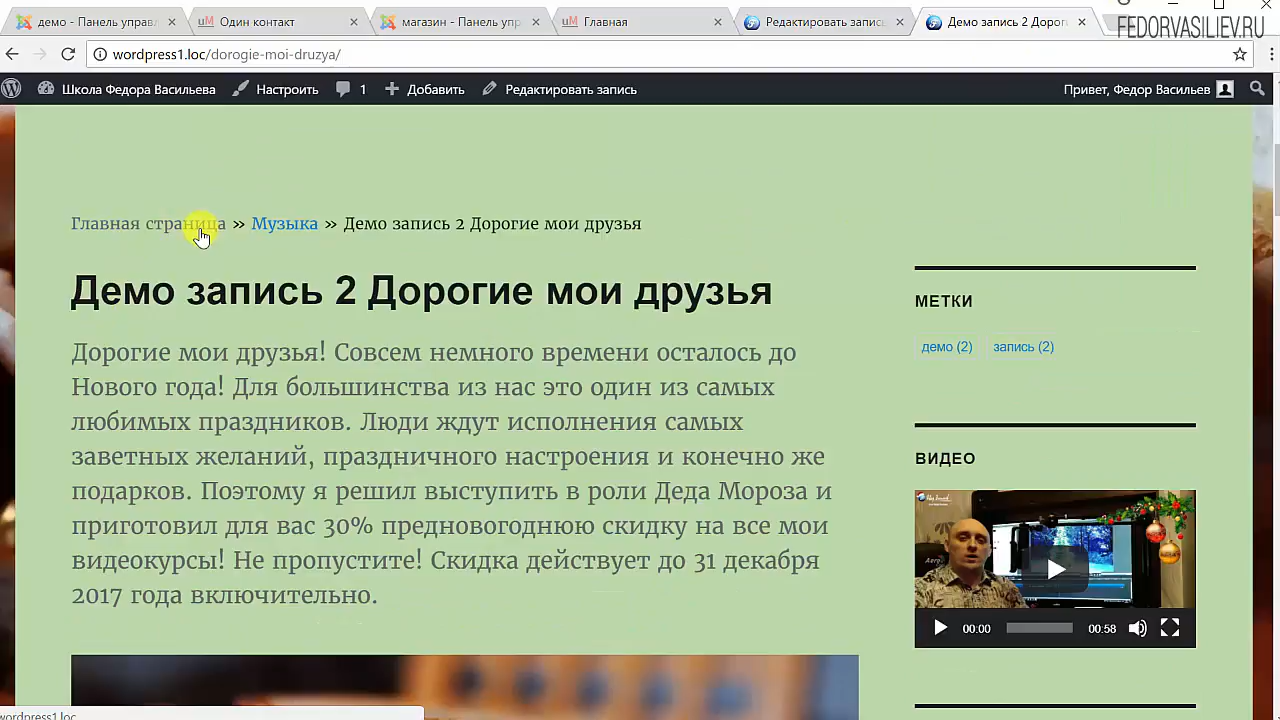 демо - Панель управл
Один контакт
магазин - Панель упр
Главная
Редактировать запись
Демо запись 2 Дорог
FEDORVASILIEV.RU
wordpress1.loc/dorogie-moi-druzya/
Школа Федора Васильева
Настроить
1
Добавить
Редактировать запись
Привет, Федор Васильев
Главная страница » Музыка » Демо запись 2 Дорогие мои друзья
Демо запись 2 Дорогие мои друзья
Дорогие мои друзья! Совсем немного времени осталось до
Нового года! Для большинства из нас это один из самых
любимых праздников. Люди ждут исполнения самых
заветных желаний, праздничного настроения и конечно же
подарков. Поэтому я решил выступить в роли Деда Мороза и
приготовил для вас 30% предновогоднюю скидку на все мои
видеокурсы! Не пропустите! Скидка действует до 31 декабря
2017 года включительно.
МЕТКИ
демо (2) запись (2)
ВИДЕО
00:00
00:58
wordpress1.loc